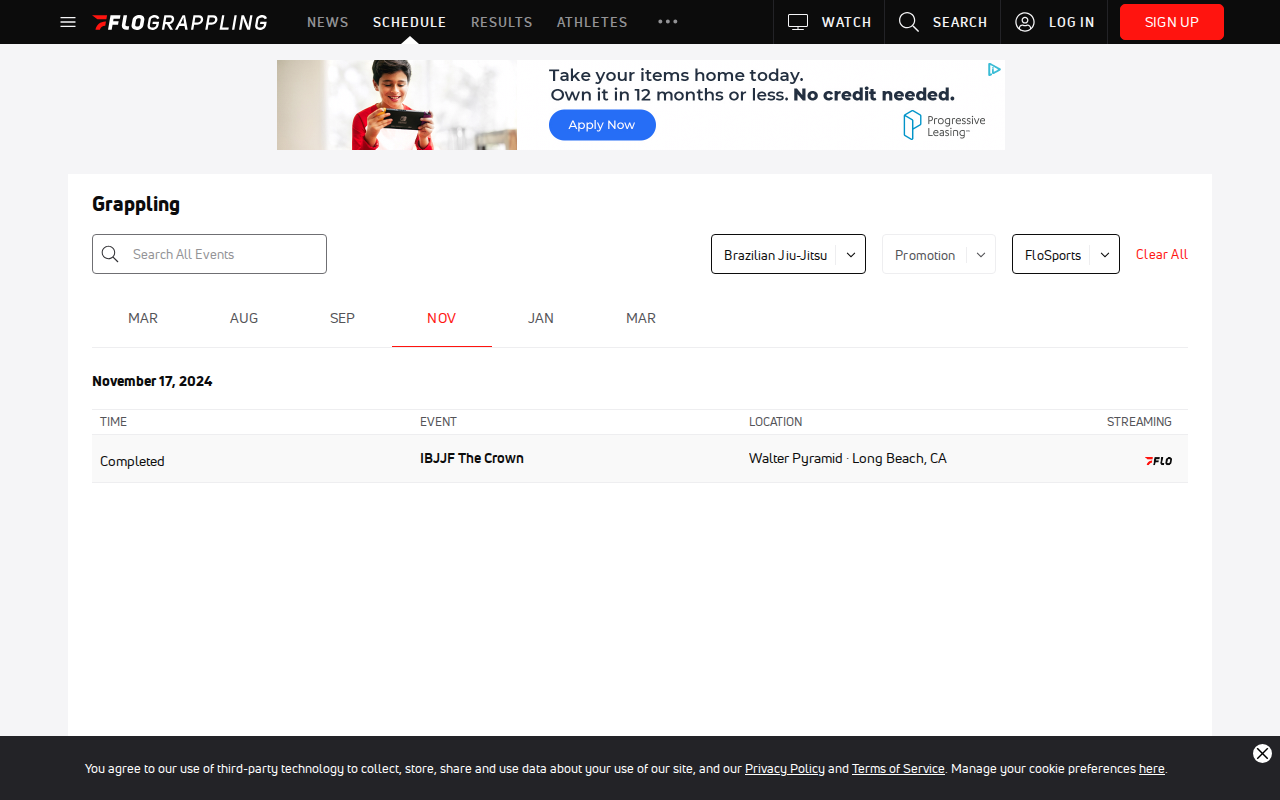 FLOGRAPPLING NEWS SCHEDULE RESULTS ATHLETES ••• WATCH SEARCH LOG IN SIGN UP
Take your items home today.
Own it in 12 months or less. No credit needed.
Apply Now
Progressive
Leasing
Grappling
Search All Events Brazilian Jiu-Jitsu Promotion FloSports Clear All
MAR AUG SEP NOV JAN MAR
November 17, 2024
TIME EVENT LOCATION STREAMING
Completed IBJJF The Crown Walter Pyramid · Long Beach, CA FLO
You agree to our use of third-party technology to collect, store, share and use data about your use of our site, and our Privacy Policy and Terms of Service. Manage your cookie preferences here.